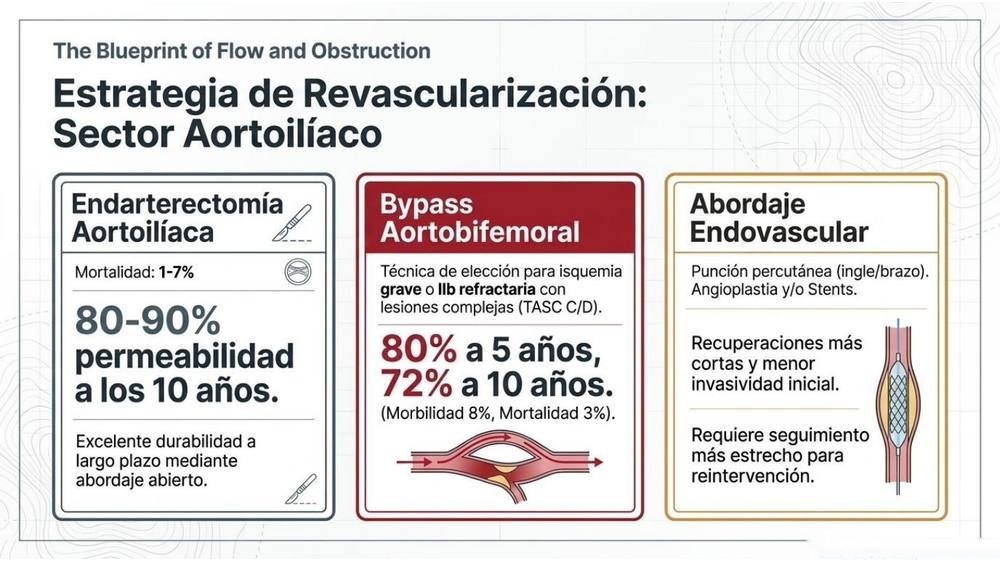 The Blueprint of Flow and Obstruction
Estrategia de Revascularización:
Sector Aortoilíaco
Endarterectomía
Aortoilíaca
Mortalidad: 1-7%
80-90%
permeabilidad
a los 10 años.
Excelente durabilidad a
largo plazo mediante
abordaje abierto.
Bypass
Aortobifemoral
Técnica de elección para isquemia
grave o IIb refractaria con
lesiones complejas (TASC C/D).
80% a 5 años,
72% a 10 años.
(Morbilidad 8%, Mortalidad 3%).
Abordaje
Endovascular
Punción percutánea (ingle/brazo).
Angioplastia y/o Stents.
Recuperaciones más
cortas y menor
invasividad inicial.
Requiere seguimiento
más estrecho para
reintervención.